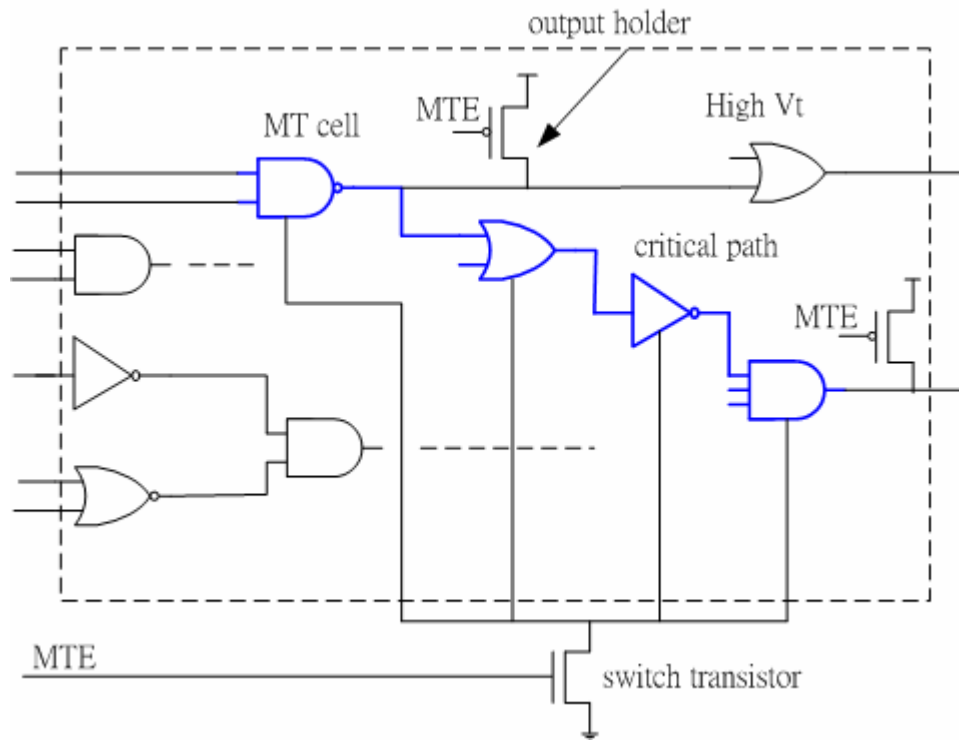 output holder
MTE
High Vt
MT cell
critical path
MTE
MTE
switch transistor